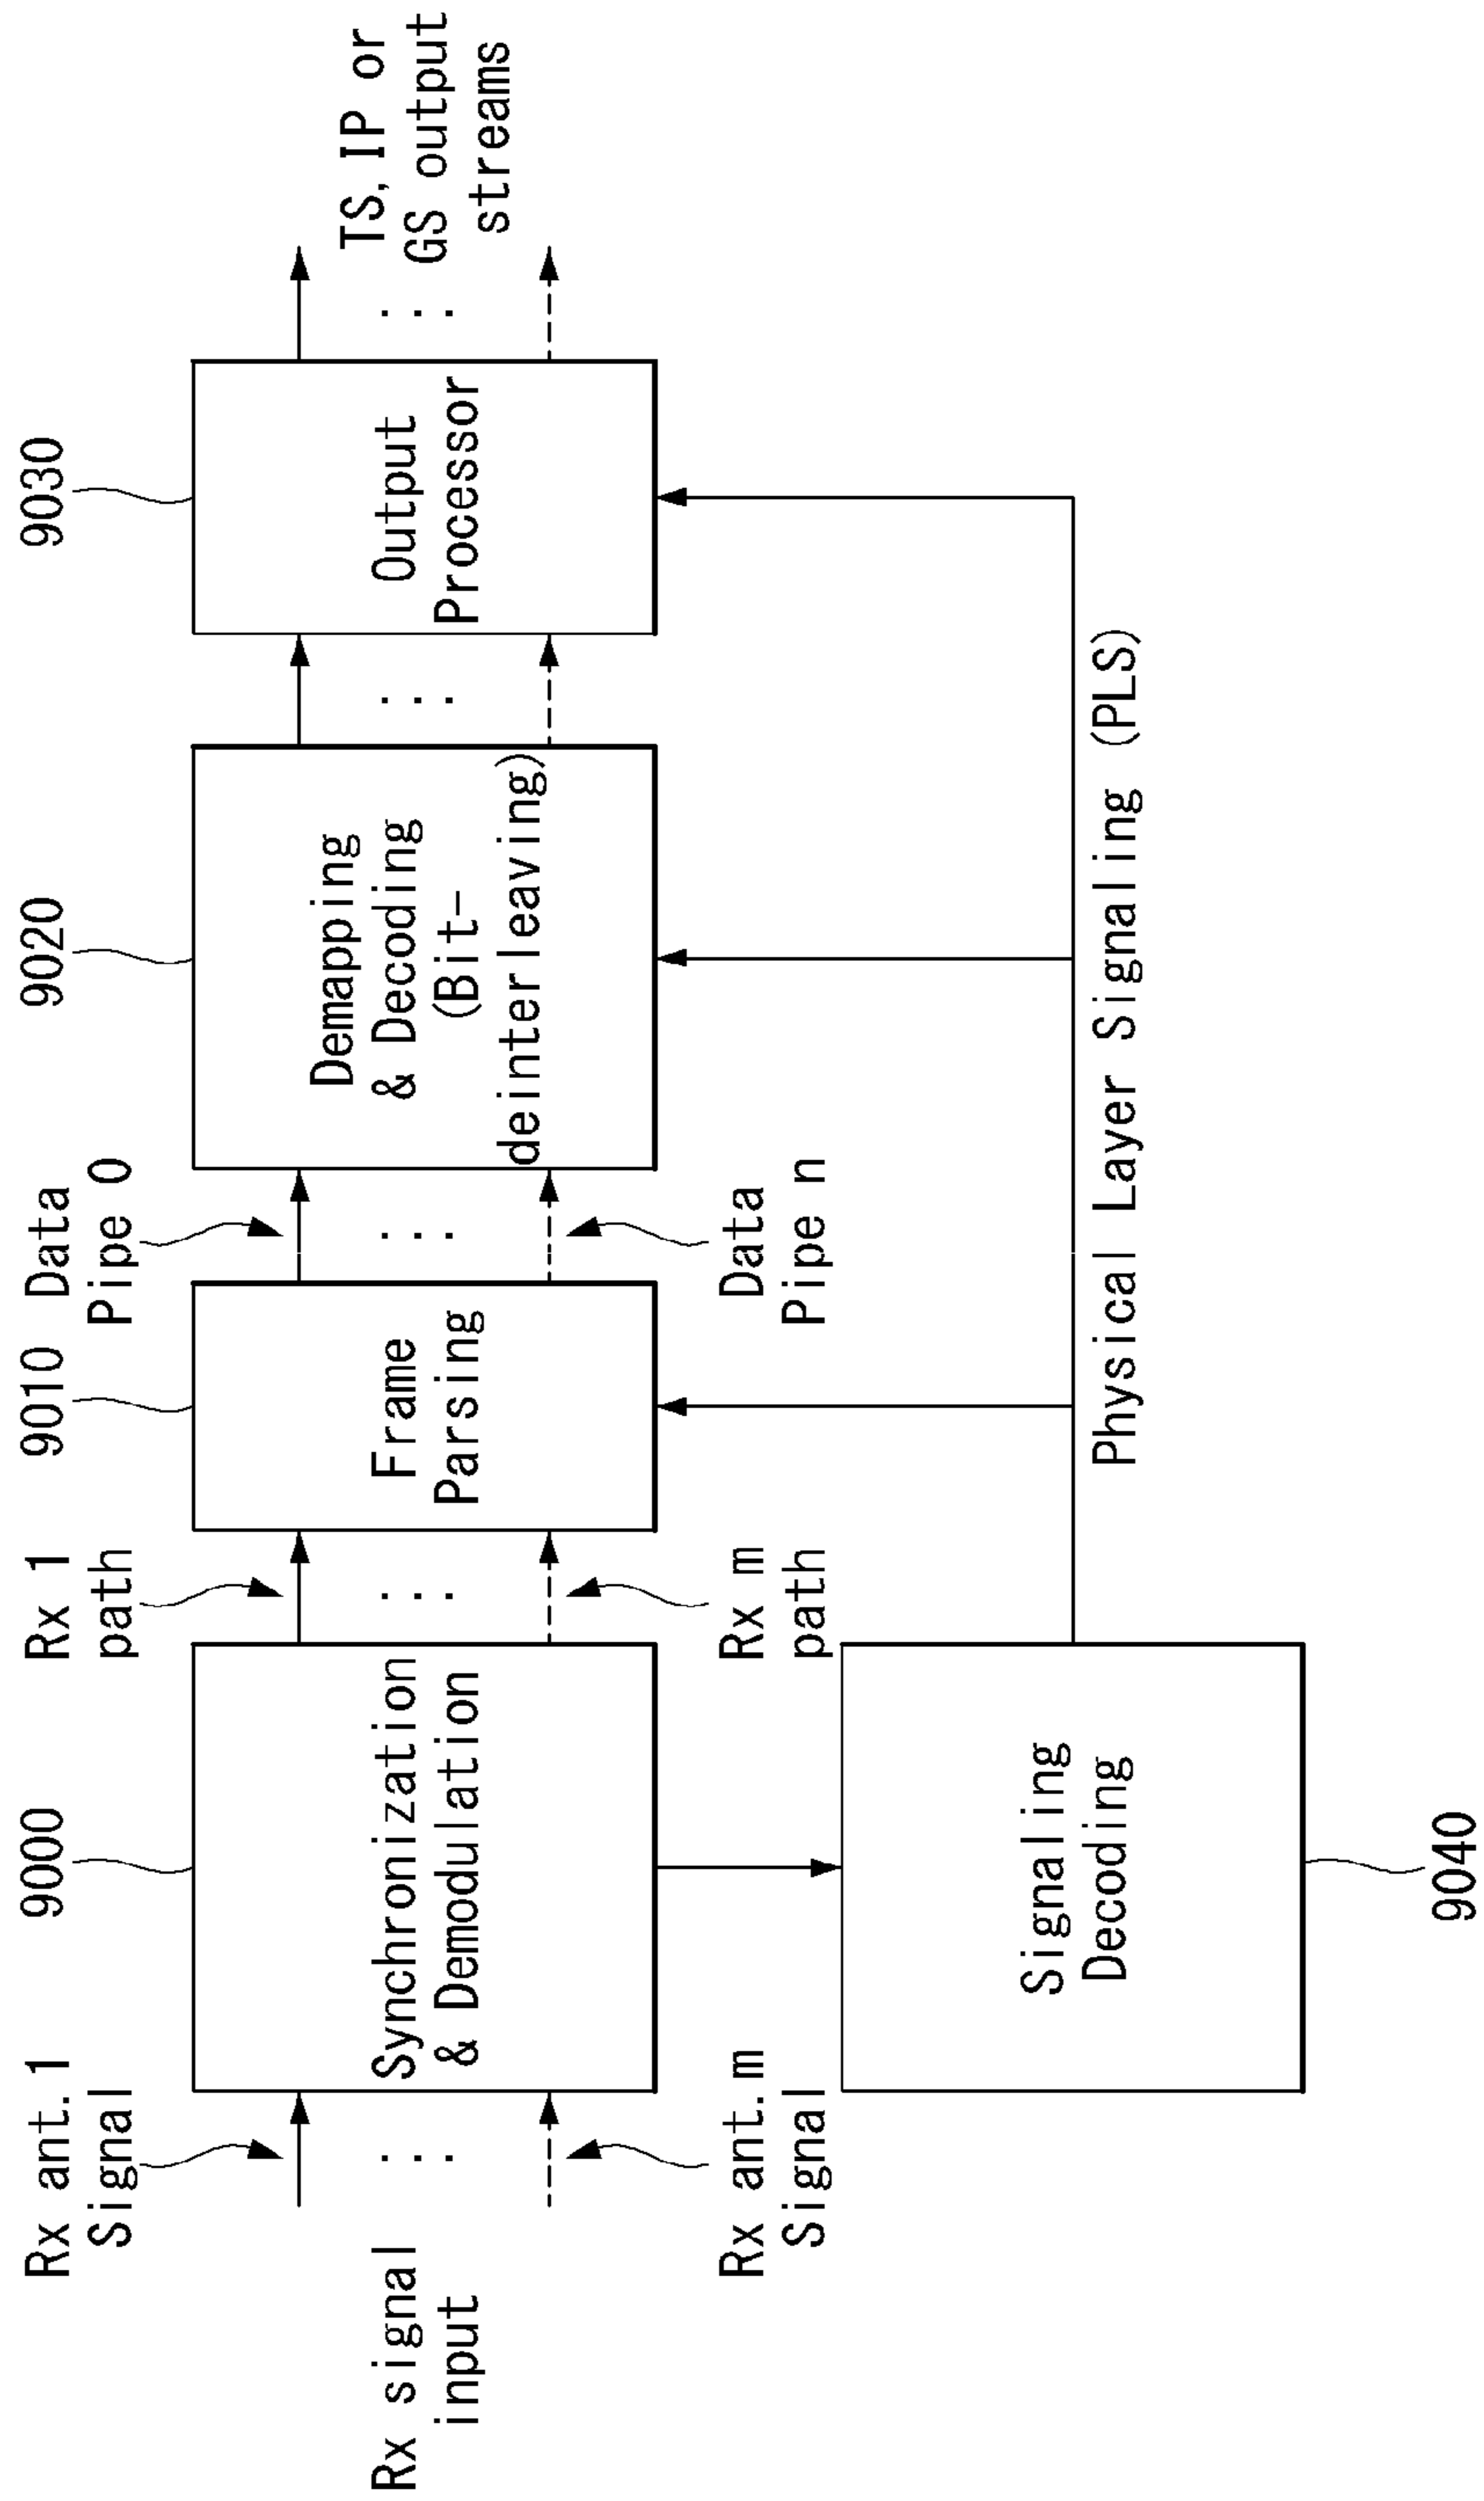 Rx signal
input
Rx ant.1
Signal
Rx ant.m
Signal
9000
Synchronization
& Demodulation
Rx 1
path
Rx m
path
9010
Frame
Parsing
Data
Pipe 0
Data
Pipe n
9020
Demapping
& Decoding
(Bit-
deinterleaving)
9030
Output
Processor
TS, IP or
GS output
streams
Signaling
Decoding
9040
Physical Layer Signaling (PLS)